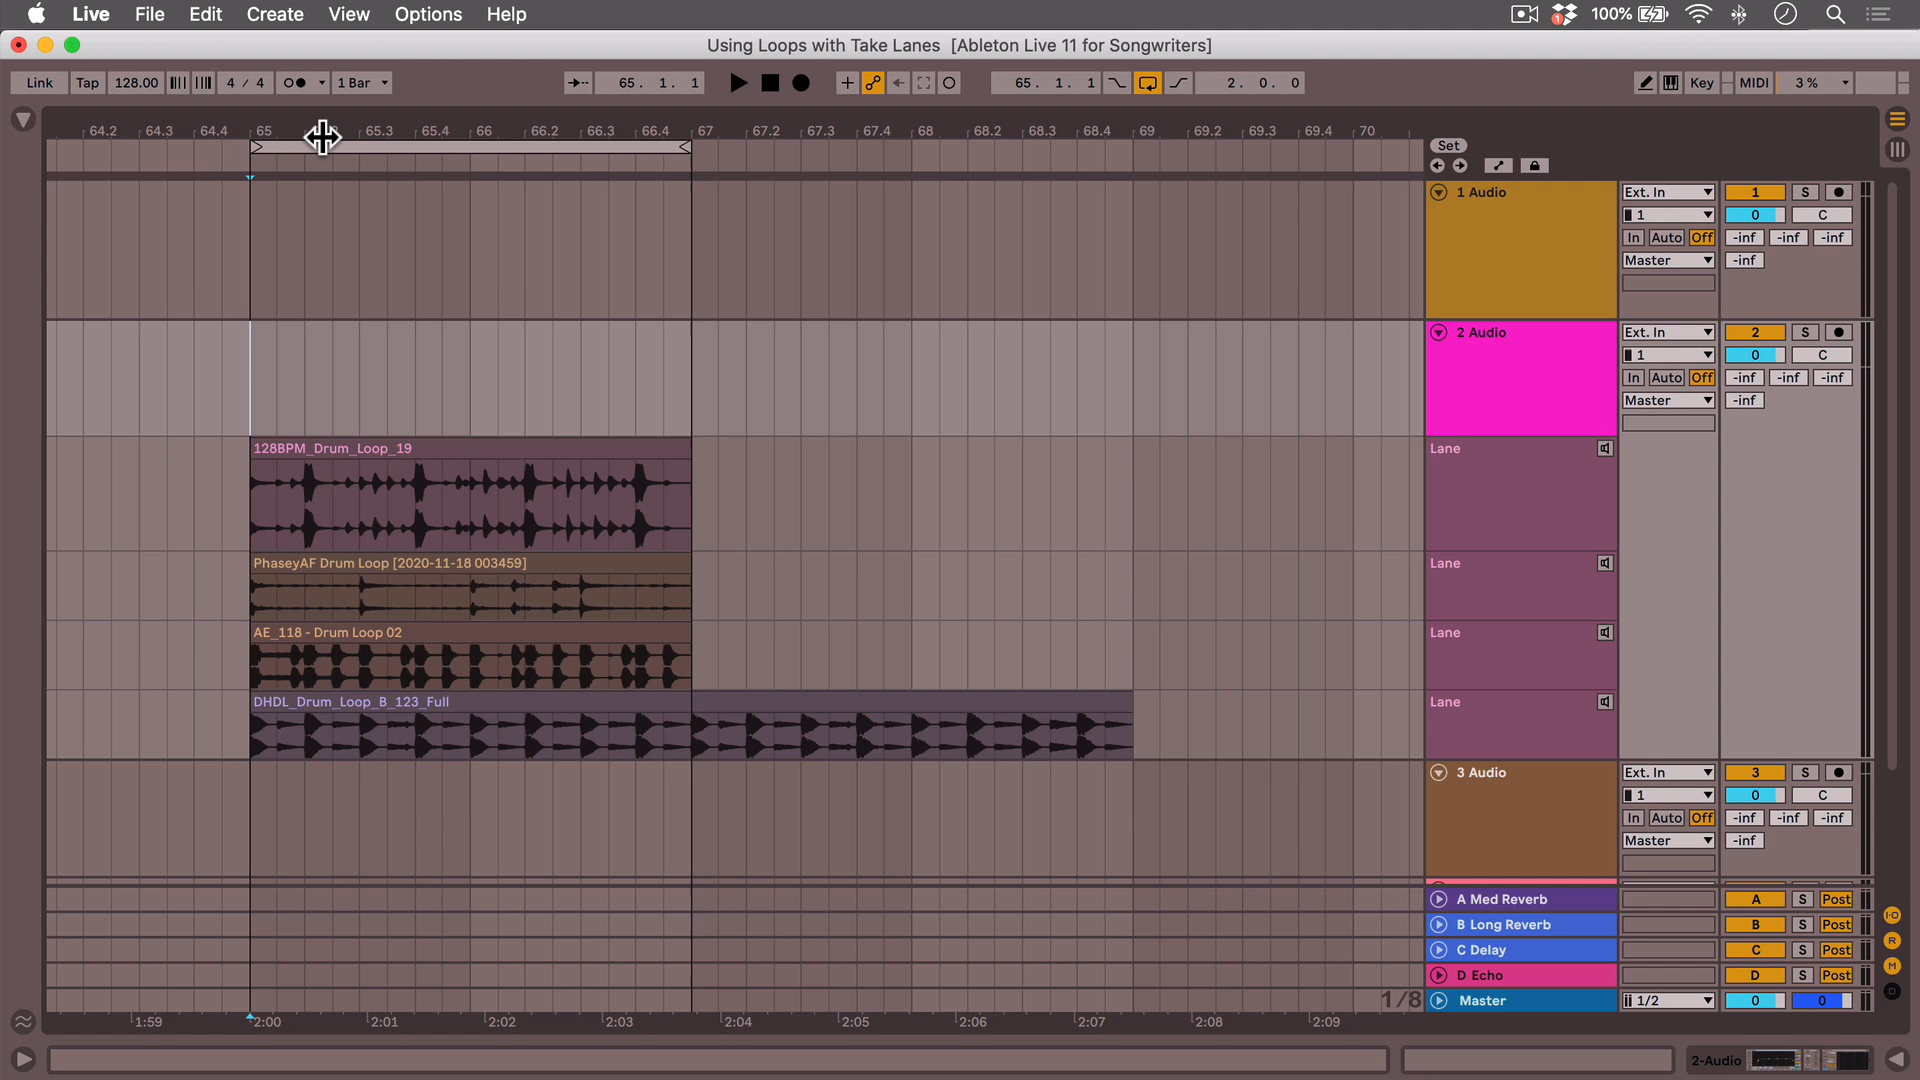 Live File Edit Create View Options Help 1 100%
Using Loops with Take Lanes [Ableton Live 11 for Songwriters]
Link Tap 128.00 4 / 4 1 Bar 65. 1. 1 65. 1. 1 2. 0. 0 Key MIDI 3 %
64.2 64.3 64.4 65 65.3 65.4 66 66.2 66.3 66.4 67 67.2 67.3 67.4 68 68.2 68.3 68.4 69 69.2 69.3 69.4 70
Set
1 Audio Ext. In 1 S
1 0 C
In Auto Off -inf -inf -inf
Master -inf
2 Audio Ext. In 2 S
1 0 C
In Auto Off -inf -inf -inf
Master -inf
128BPM_Drum_Loop_19 Lane
PhaseyAF Drum Loop [2020-11-18 003459] Lane
AE_118 - Drum Loop 02 Lane
DHDL_Drum_Loop_B_123_Full Lane
3 Audio Ext. In 3 S
1 0 C
In Auto Off -inf -inf -inf
Master -inf
A Med Reverb A S Post
I·O
B Long Reverb B S Post
R
C Delay C S Post
M
D Echo D S Post
D
1/8 Master 1/2 0 0
1:59 2:00 2:01 2:02 2:03 2:04 2:05 2:06 2:07 2:08 2:09
2-Audio